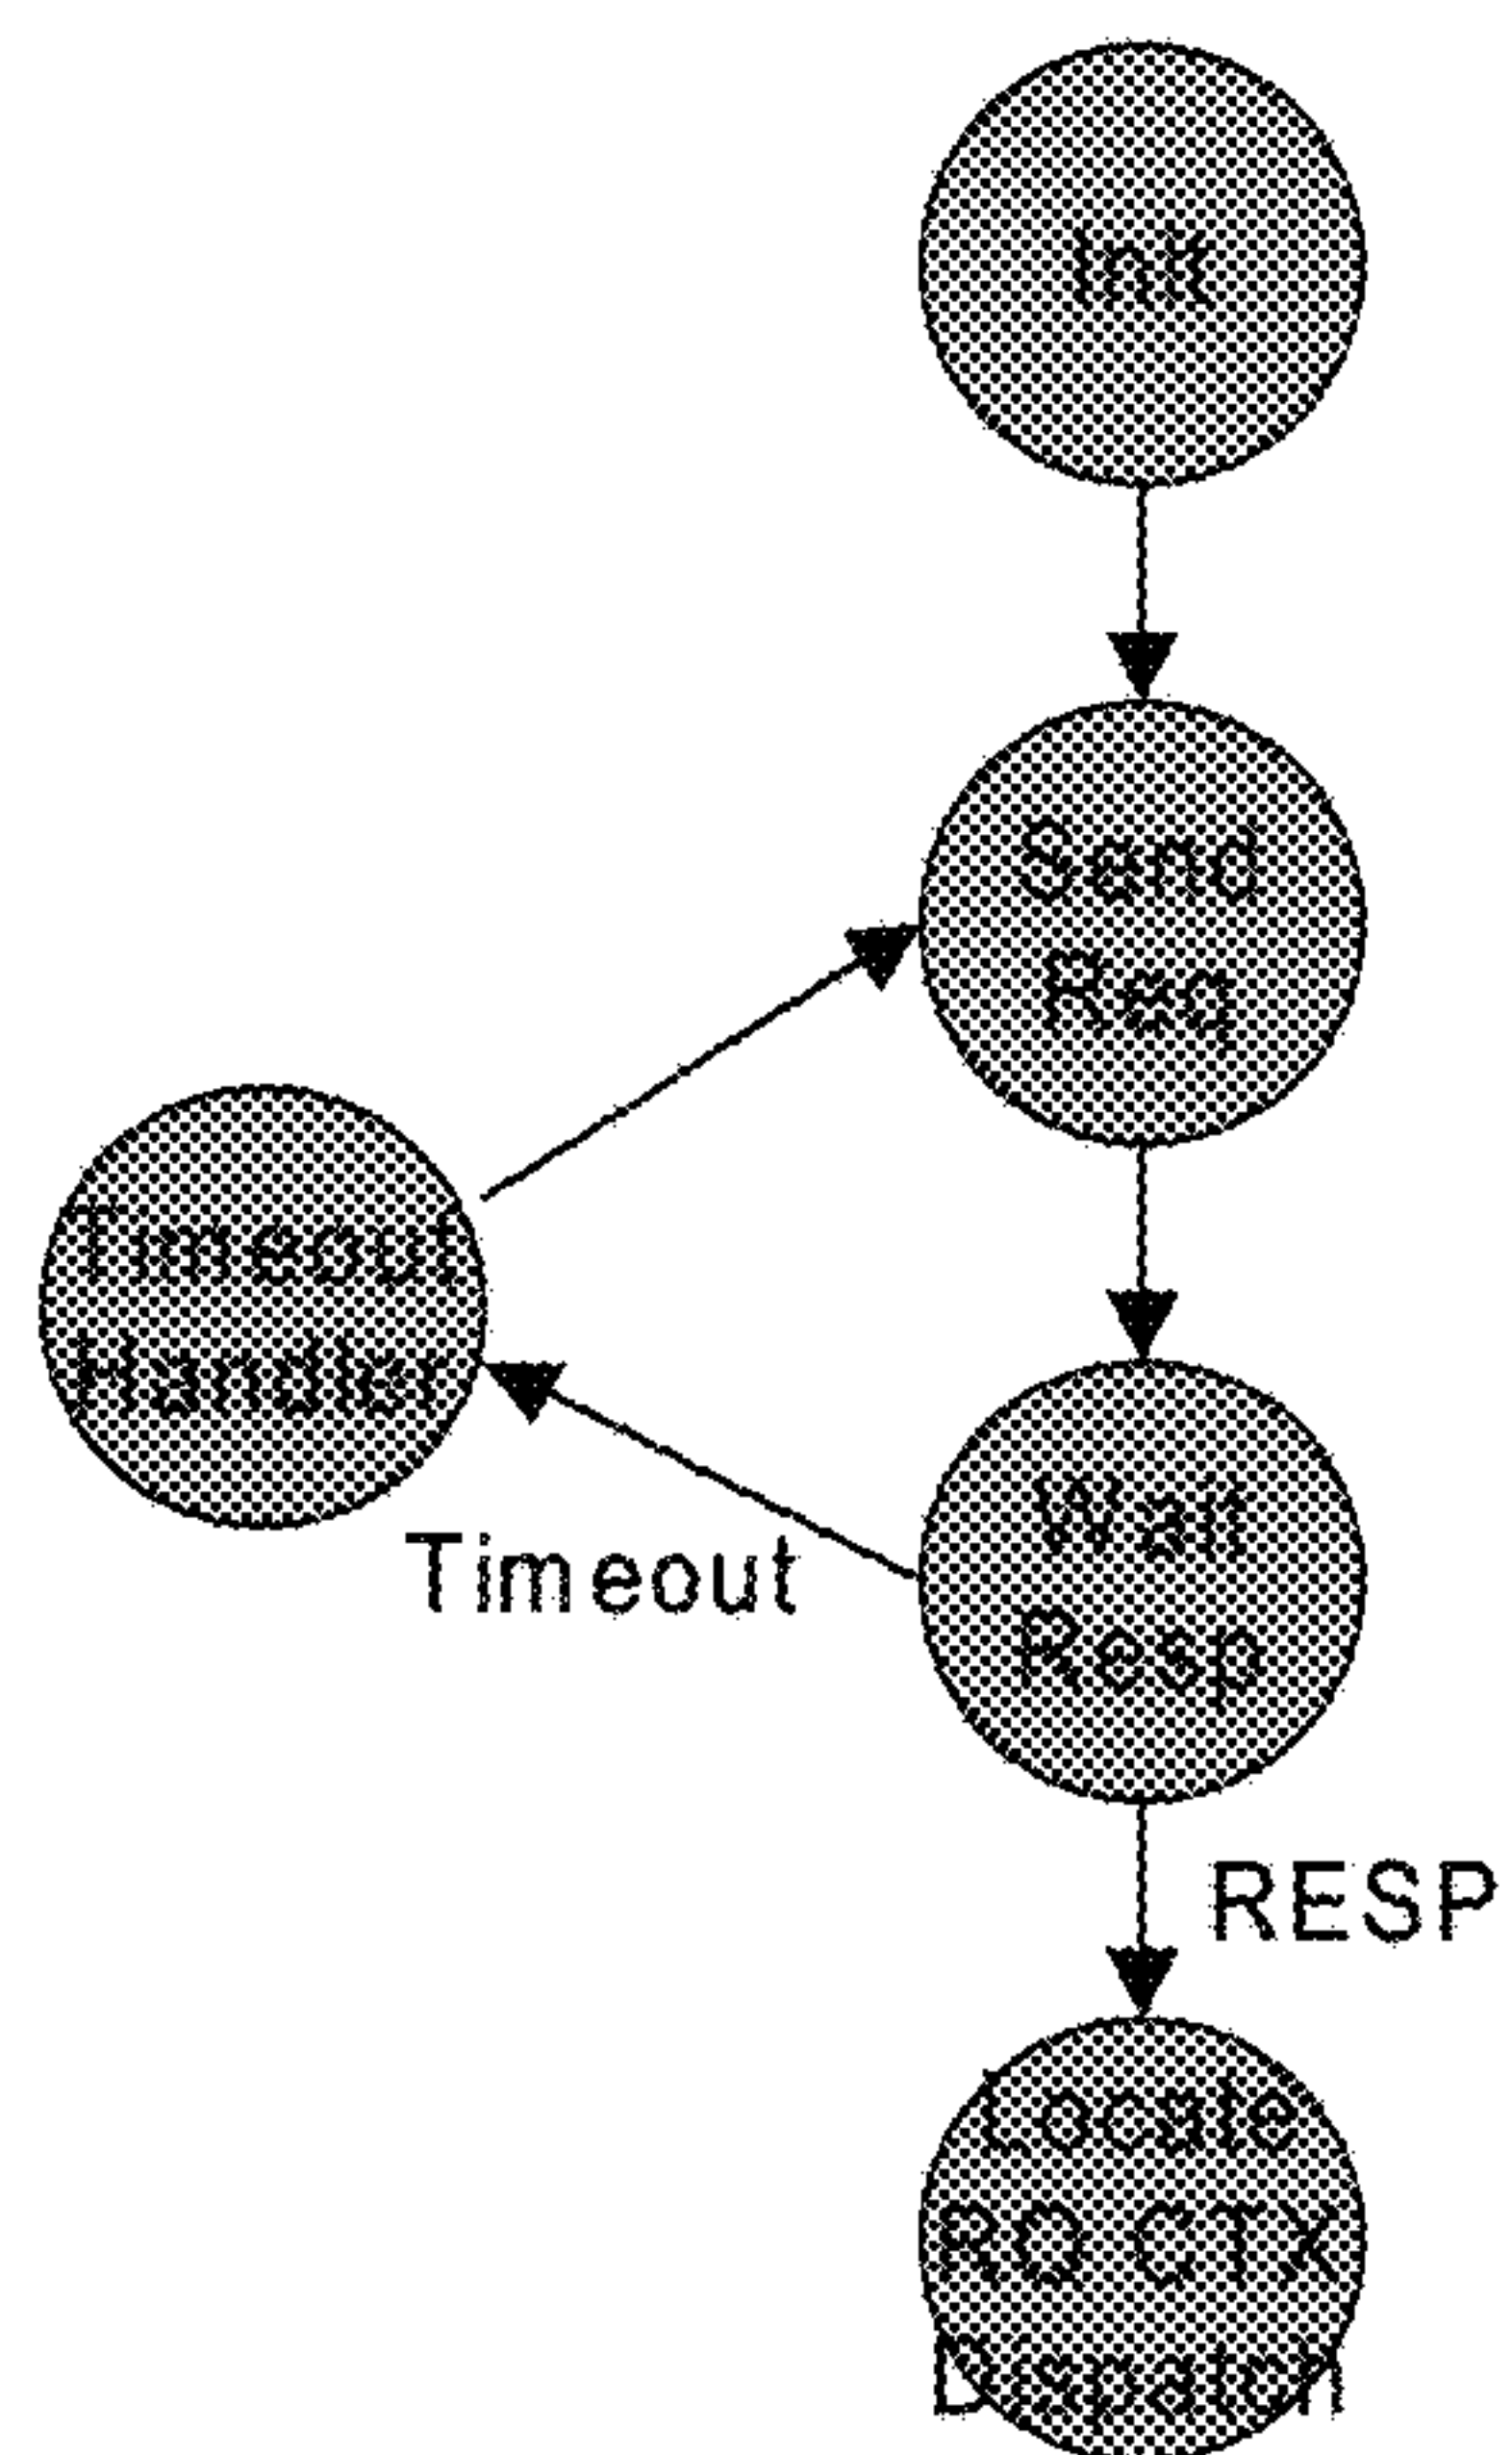 Init
Send
Req
Timeout
Handler
Wait
Resp
Timeout
RESP
Locate
RQ CTX
Dispatch